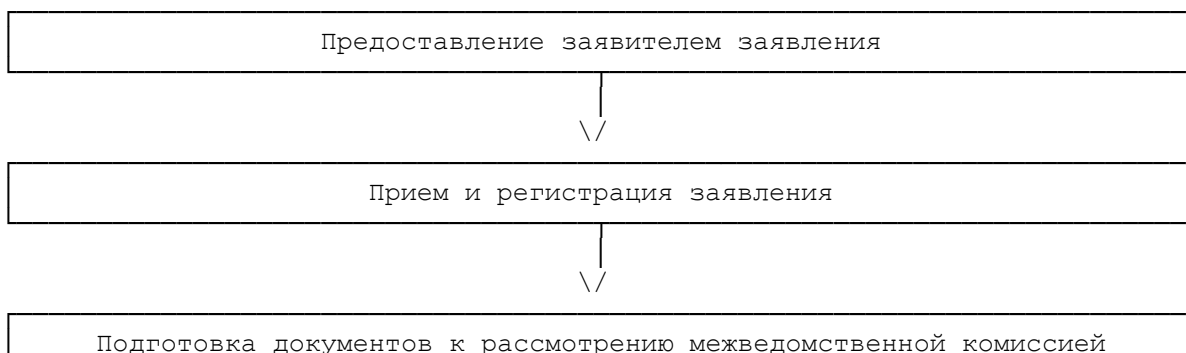 Предоставление заявителем заявления
\/
Прием и регистрация заявления
\/
Подготовка документов к рассмотрению межведомственной комиссией